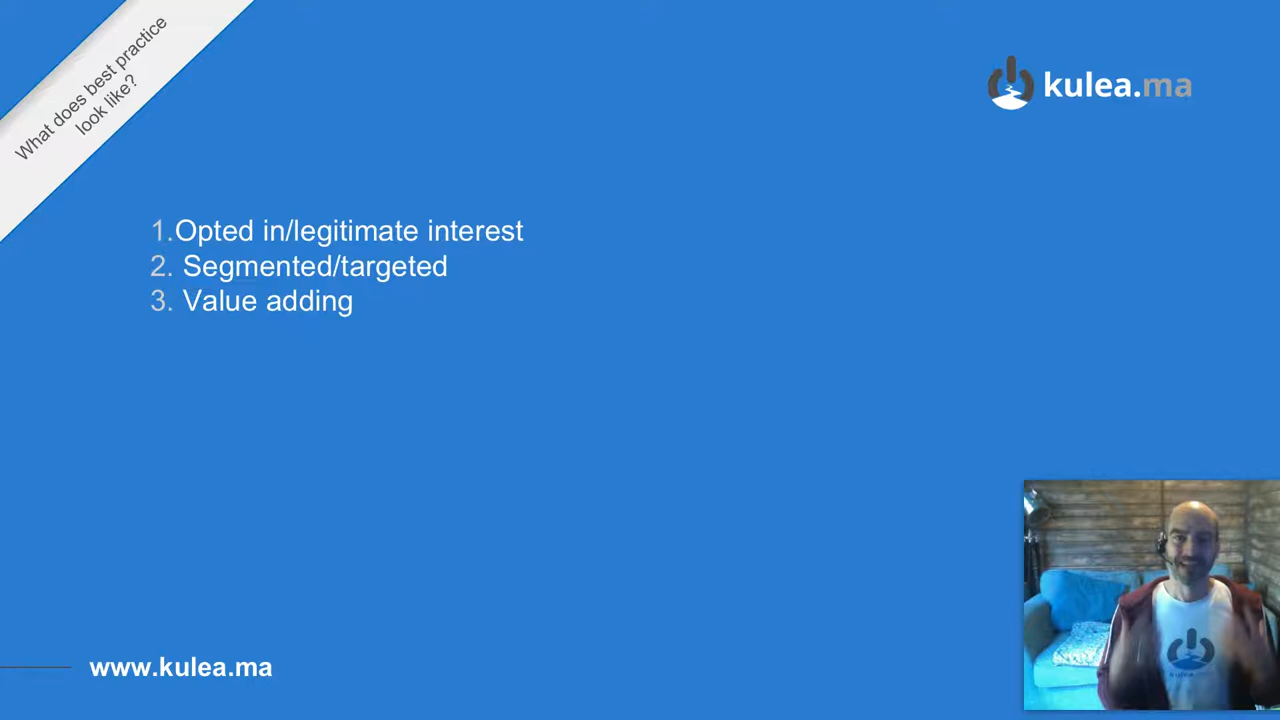 What does best practice
look like?
kulea.ma
1.Opted in/legitimate interest
2. Segmented/targeted
3. Value adding
www.kulea.ma
kulea